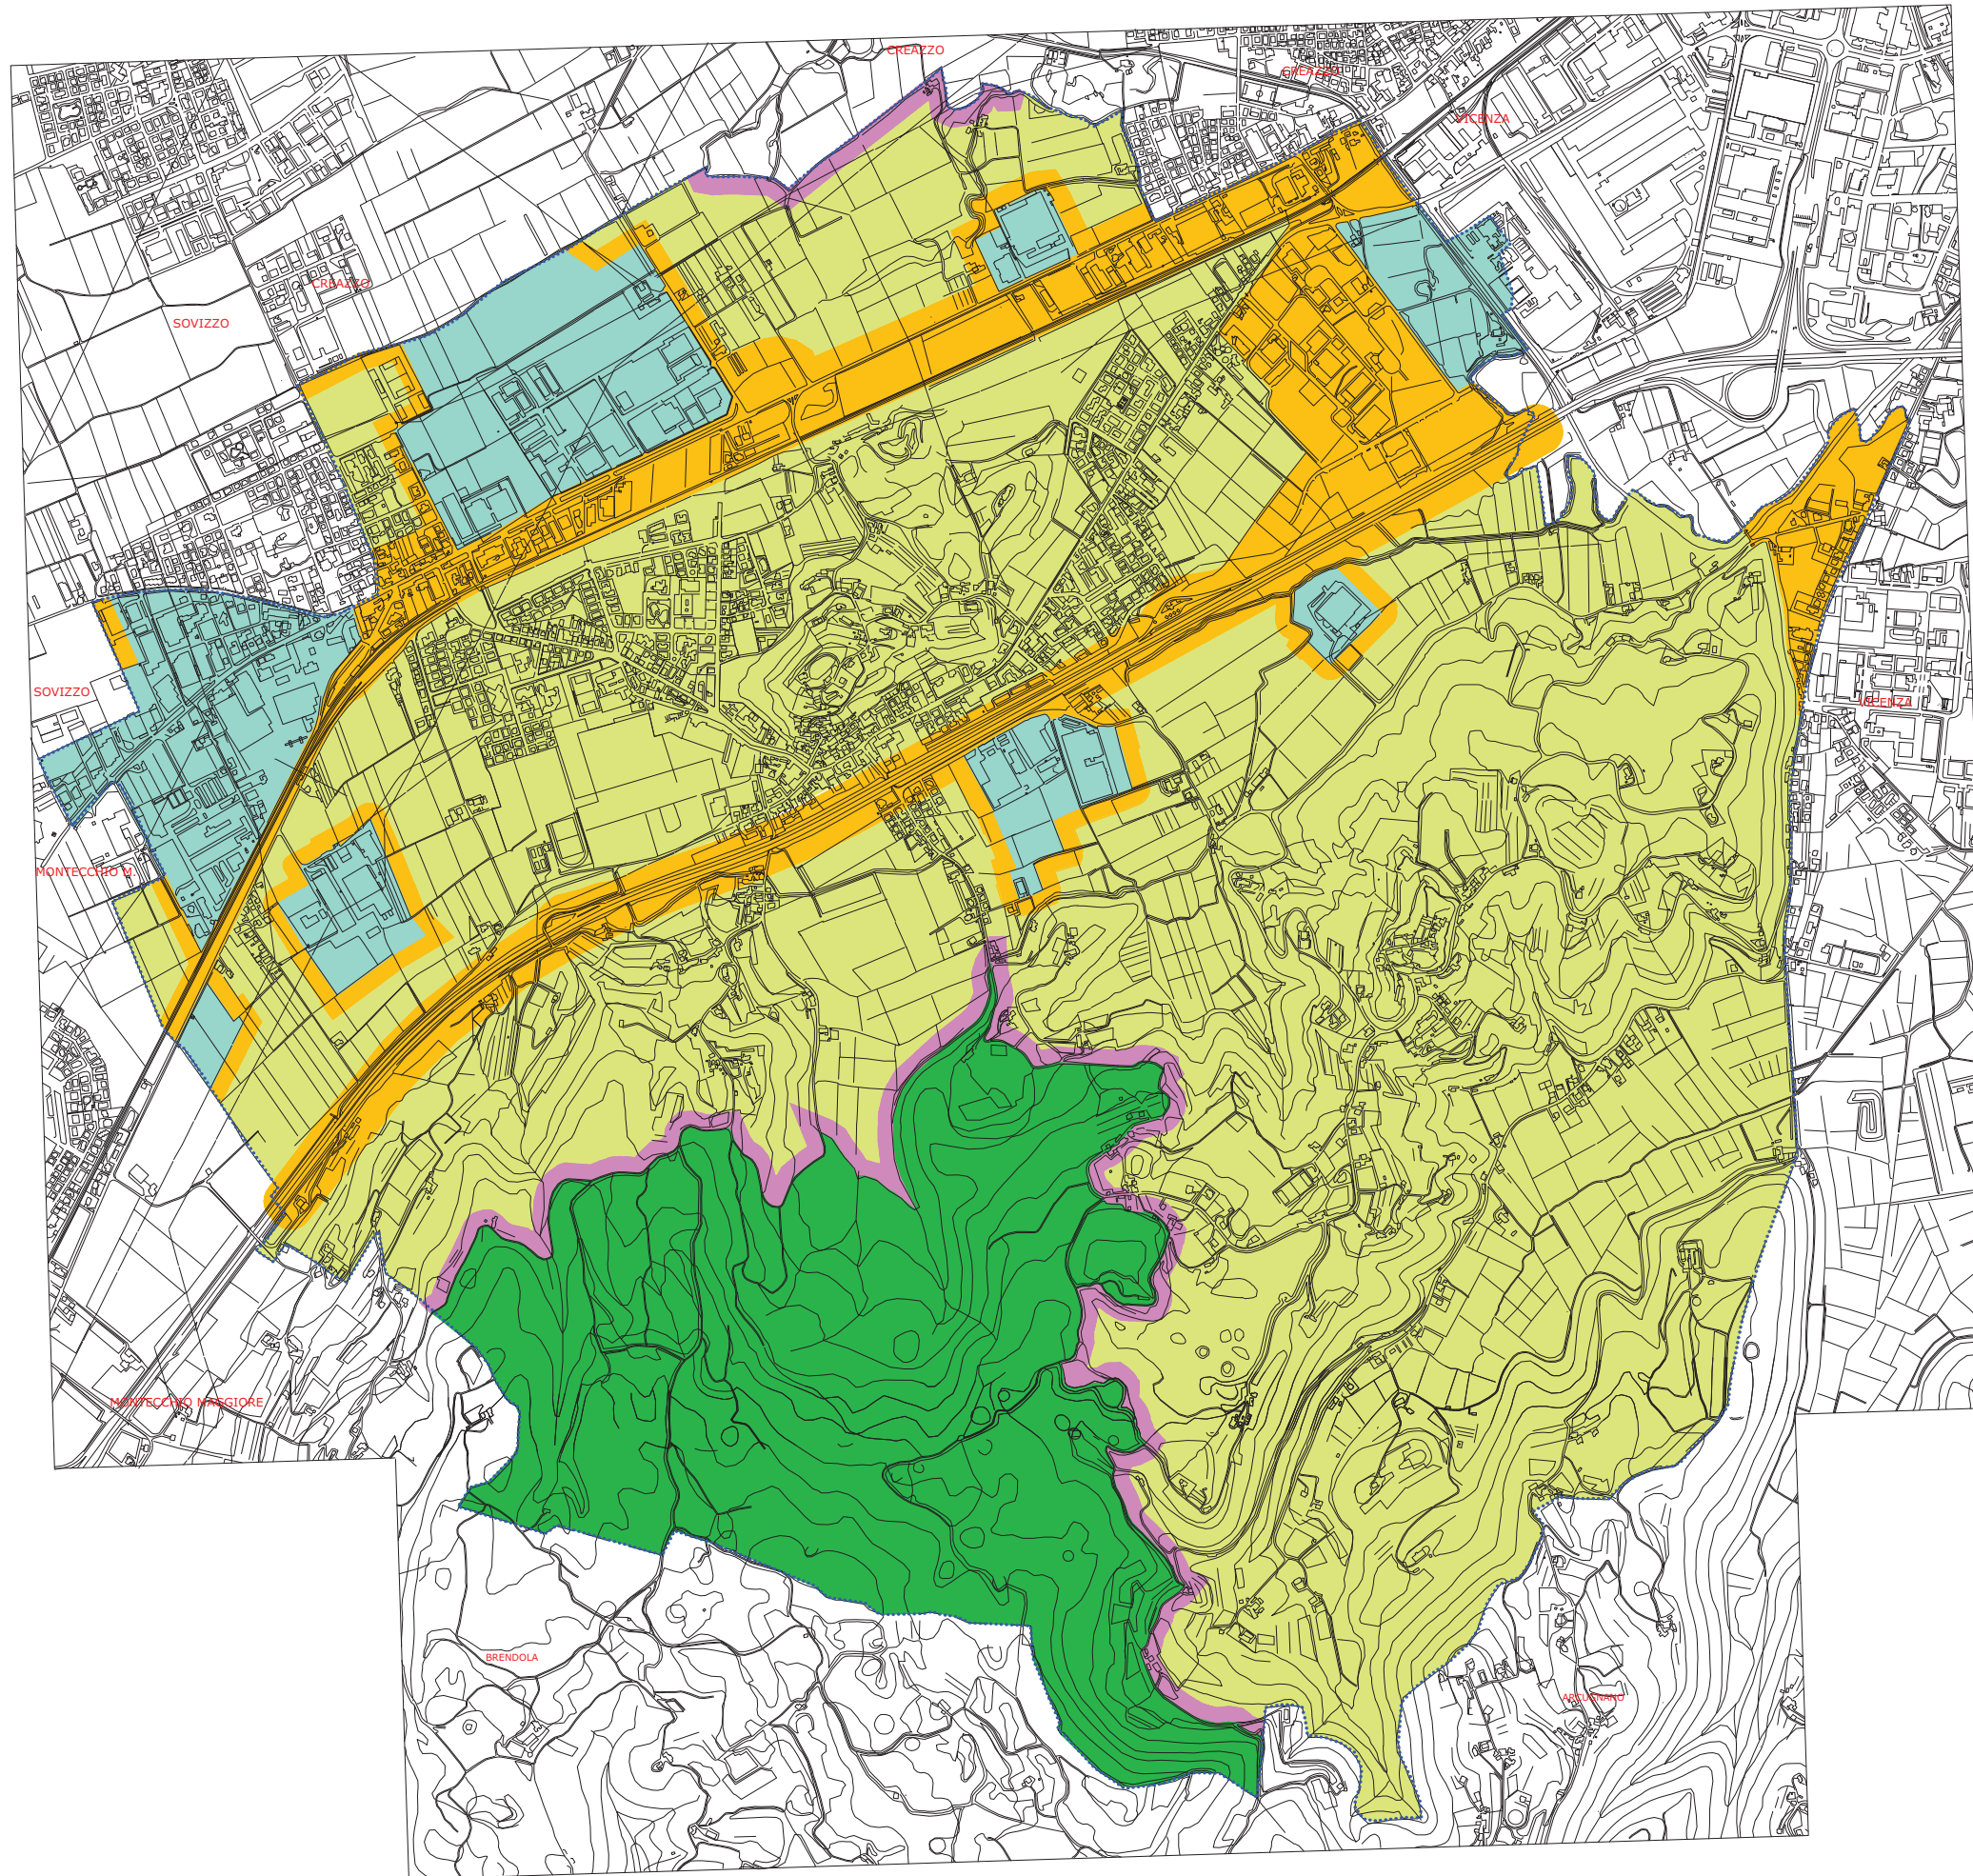 CREAZZO
CREAZZO
VICENZA
CREAZZO
SOVIZZO
SOVIZZO
VICENZA
MONTECCHIO M.
MONTECCHIO MAGGIORE
BRENDOLA
ARCUGNANO